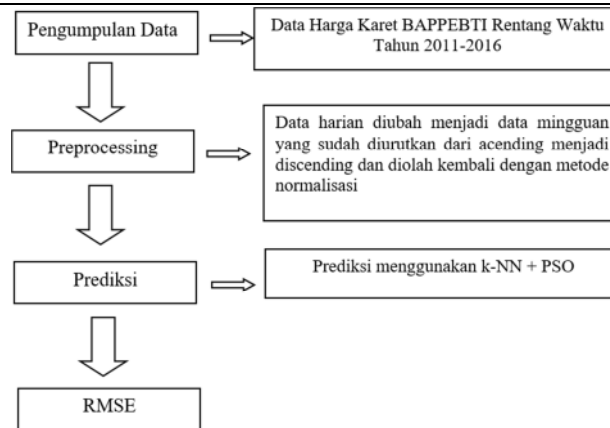 Pengumpulan Data
Data Harga Karet BAPPEBTI Rentang Waktu
Tahun 2011-2016
Preprocessing
Data harian diubah menjadi data mingguan
yang sudah diurutkan dari acending menjadi
discending dan diolah kembali dengan metode
normalisasi
Prediksi
Prediksi menggunakan k-NN + PSO
RMSE